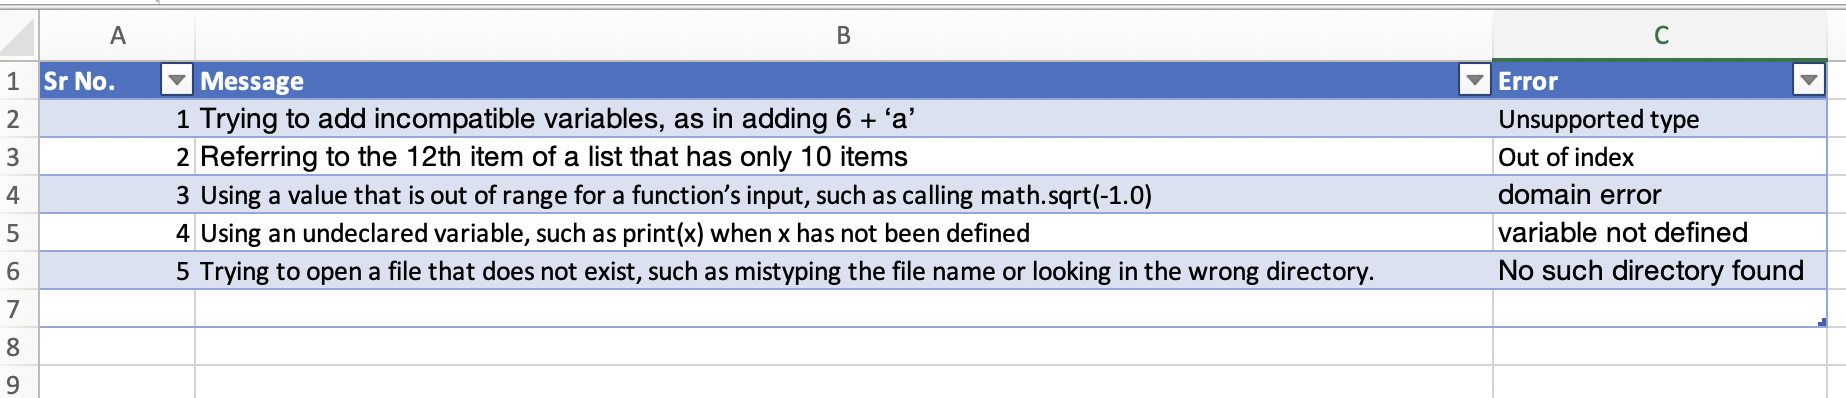 A B C
1 Sr No. Message Error
2 1 Trying to add incompatible variables, as in adding 6 + ‘a’ Unsupported type
3 2 Referring to the 12th item of a list that has only 10 items Out of index
4 3 Using a value that is out of range for a function’s input, such as calling math.sqrt(-1.0) domain error
5 4 Using an undeclared variable, such as print(x) when x has not been defined variable not defined
6 5 Trying to open a file that does not exist, such as mistyping the file name or looking in the wrong directory. No such directory found
7
8
9